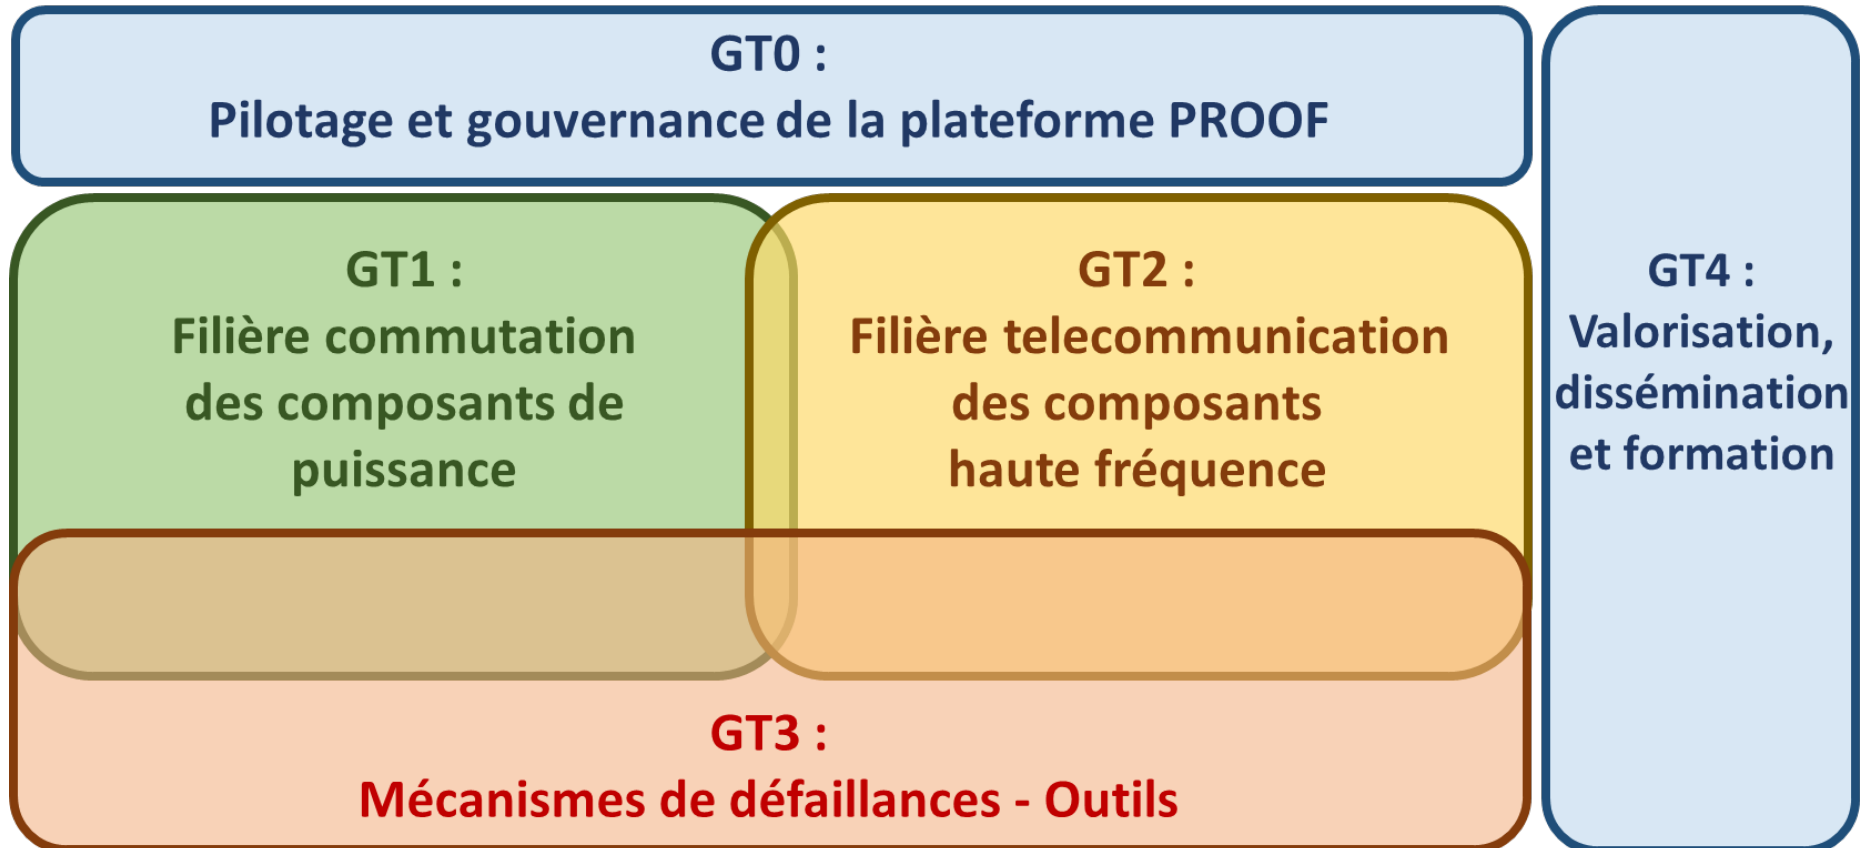 GT0 :
Pilotage et gouvernance de la plateforme PROOF
GT1 :
Filière commutation
des composants de
puissance
GT2 :
Filière telecommunication
des composants
haute fréquence
GT4 :
Valorisation,
dissémination
et formation
GT3 :
Mécanismes de défaillances - Outils